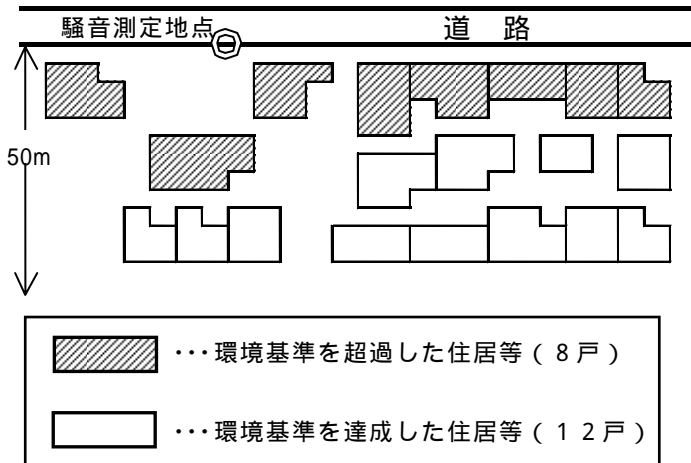 騒音測定地点
道 路
50m
・・・環境基準を超過した住居等(8戸)
・・・環境基準を達成した住居等(12戸)